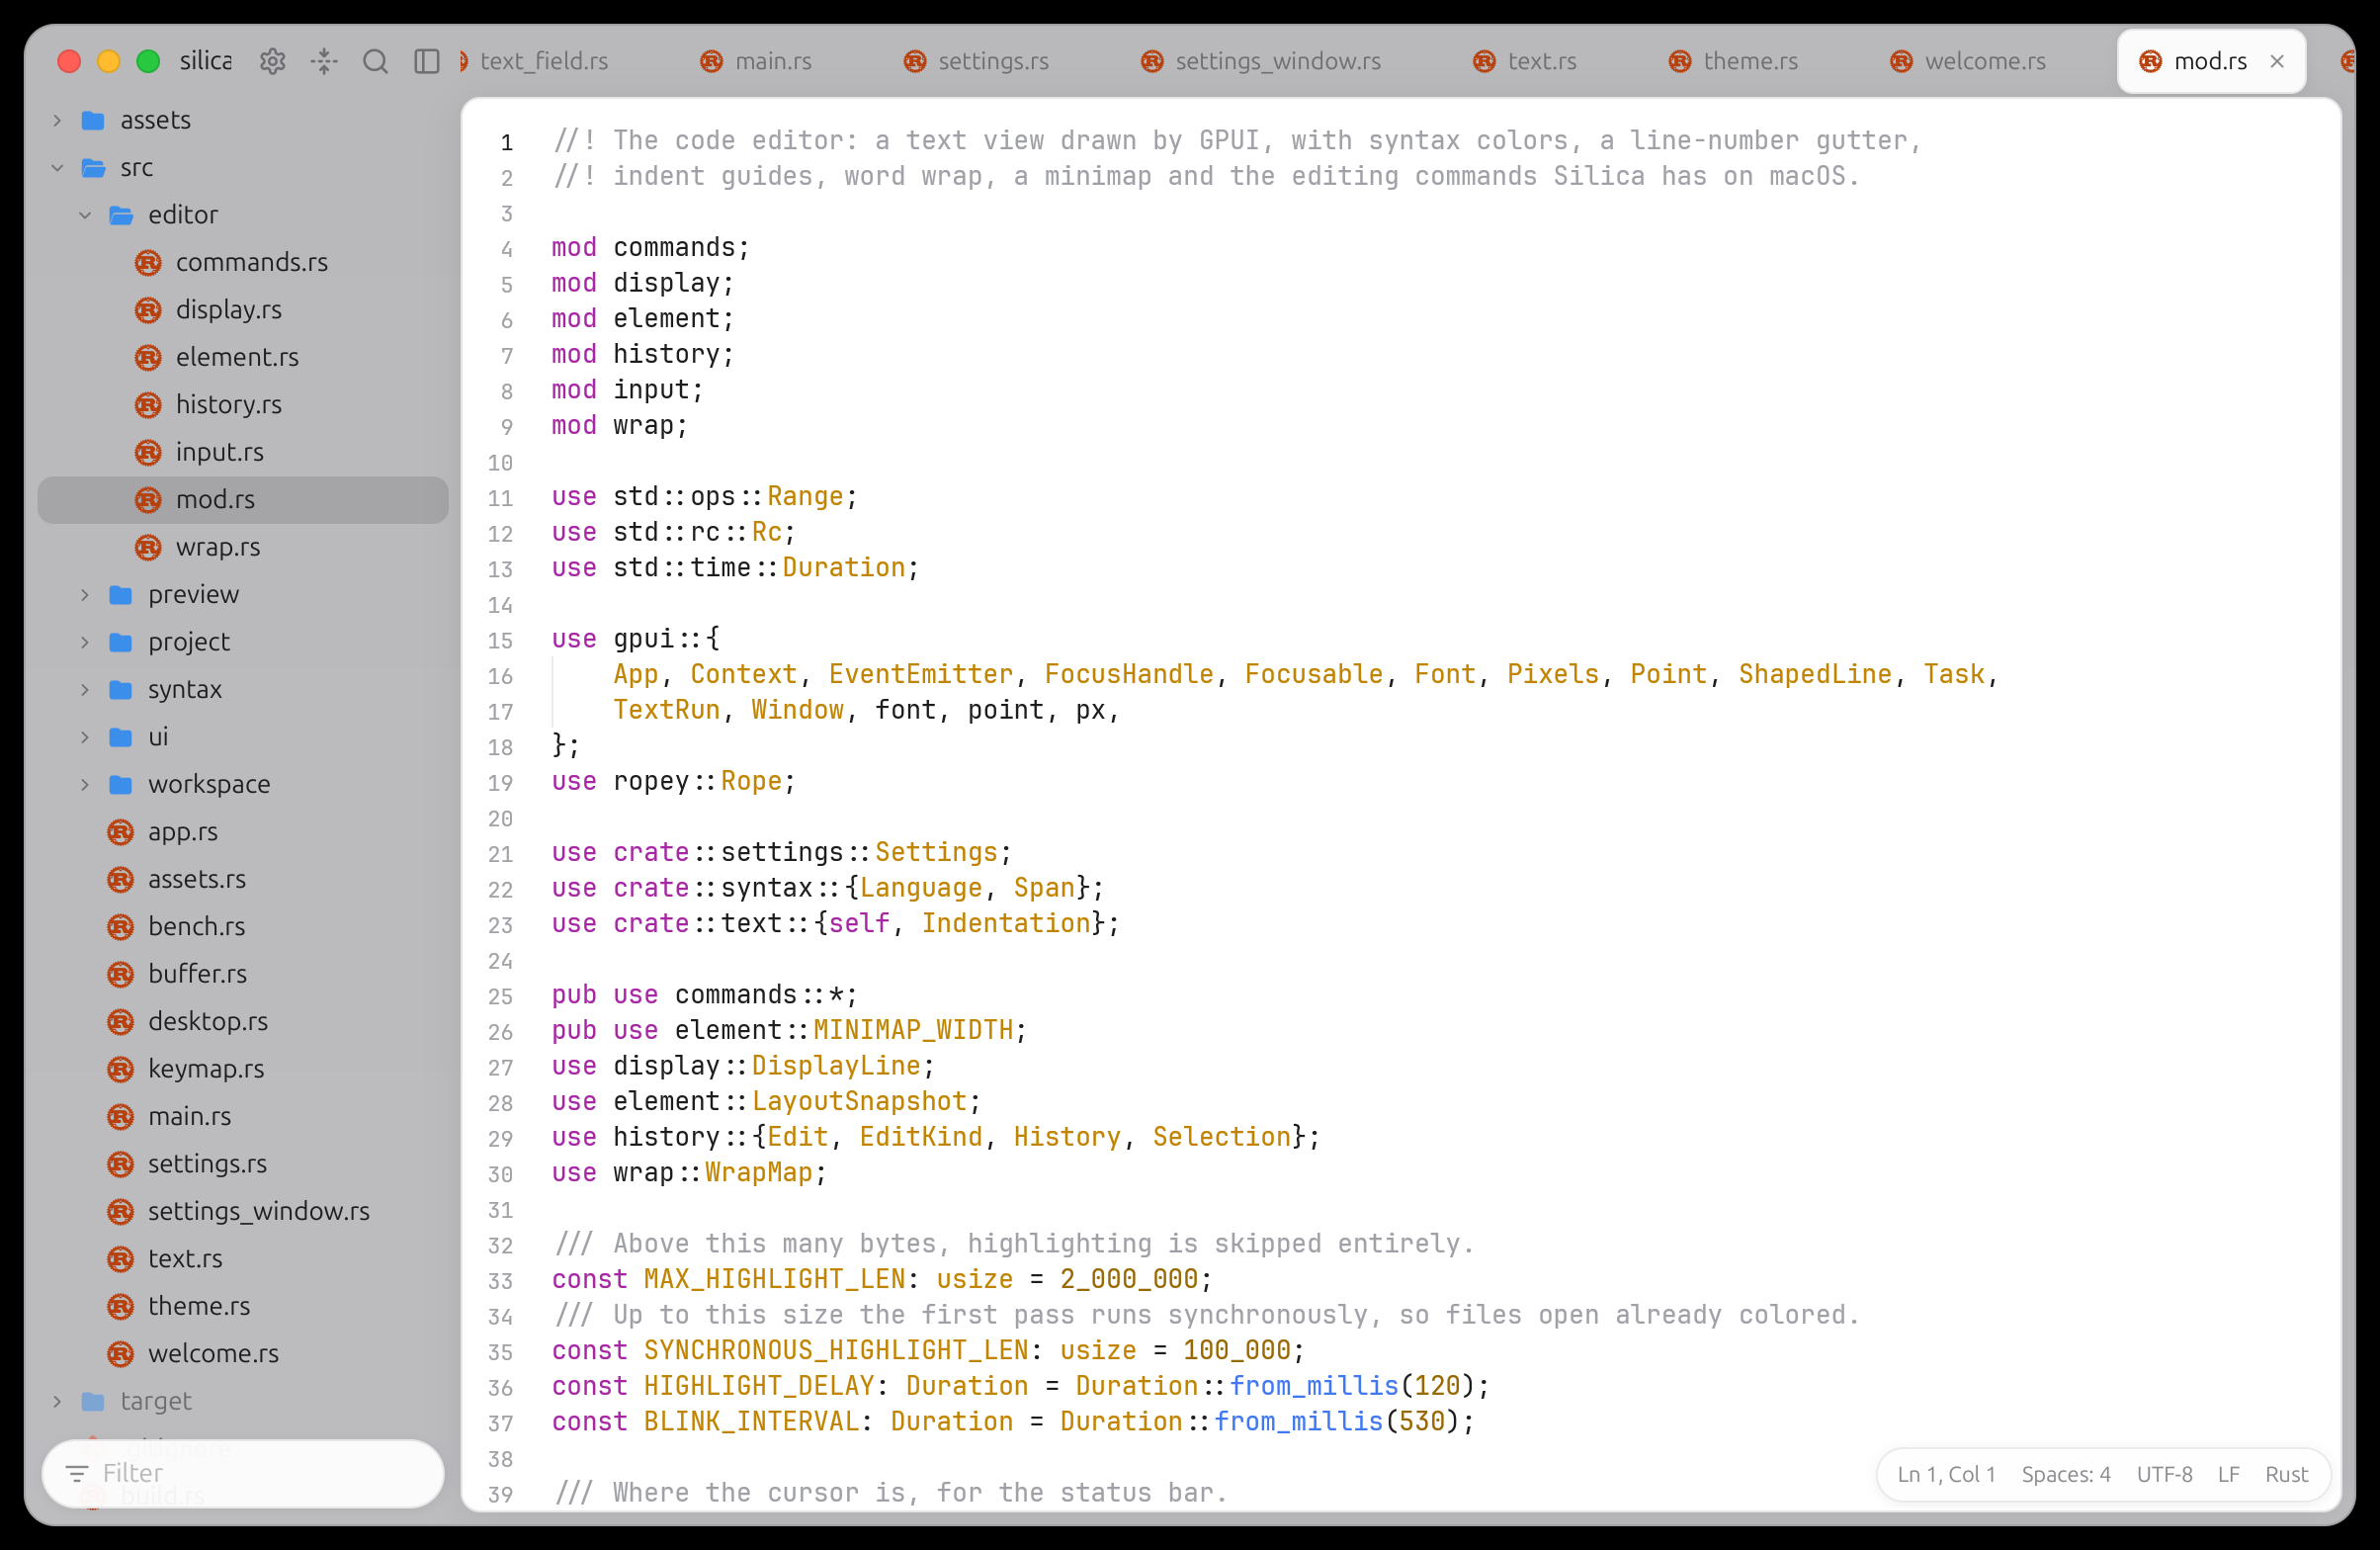 silica
text_field.rs
main.rs
settings.rs
settings_window.rs
text.rs
theme.rs
welcome.rs
mod.rs
assets
src
editor
commands.rs
display.rs
element.rs
history.rs
input.rs
mod.rs
wrap.rs
preview
project
syntax
ui
workspace
app.rs
assets.rs
bench.rs
buffer.rs
desktop.rs
keymap.rs
main.rs
settings.rs
settings_window.rs
text.rs
theme.rs
welcome.rs
target
.gitignore
Filter
build.rs
1 //! The code editor: a text view drawn by GPUI, with syntax colors, a line-number gutter,
2 //! indent guides, word wrap, a minimap and the editing commands Silica has on macOS.
3
4 mod commands;
5 mod display;
6 mod element;
7 mod history;
8 mod input;
9 mod wrap;
10
11 use std::ops::Range;
12 use std::rc::Rc;
13 use std::time::Duration;
14
15 use gpui::{
16     App, Context, EventEmitter, FocusHandle, Focusable, Font, Pixels, Point, ShapedLine, Task,
17     TextRun, Window, font, point, px,
18 };
19 use ropey::Rope;
20
21 use crate::settings::Settings;
22 use crate::syntax::{Language, Span};
23 use crate::text::{self, Indentation};
24
25 pub use commands::*;
26 pub use element::MINIMAP_WIDTH;
27 use display::DisplayLine;
28 use element::LayoutSnapshot;
29 use history::{Edit, EditKind, History, Selection};
30 use wrap::WrapMap;
31
32 /// Above this many bytes, highlighting is skipped entirely.
33 const MAX_HIGHLIGHT_LEN: usize = 2_000_000;
34 /// Up to this size the first pass runs synchronously, so files open already colored.
35 const SYNCHRONOUS_HIGHLIGHT_LEN: usize = 100_000;
36 const HIGHLIGHT_DELAY: Duration = Duration::from_millis(120);
37 const BLINK_INTERVAL: Duration = Duration::from_millis(530);
38
39 /// Where the cursor is, for the status bar.
Ln 1, Col 1 Spaces: 4 UTF-8 LF Rust